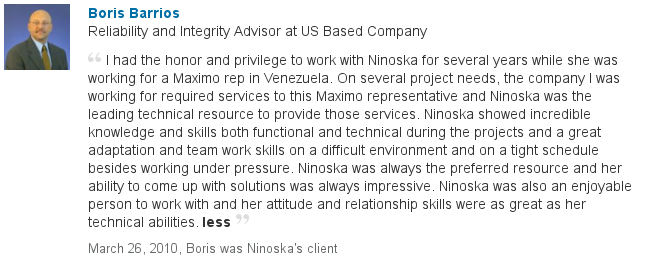 Boris Barrios
Reliability and Integrity Advisor at US Based Company
“ I had the honor and privilege to work with Ninoska for several years while she was
working for a Maximo rep in Venezuela. On several project needs, the company I was
working for required services to this Maximo representative and Ninoska was the
leading technical resource to provide those services. Ninoska showed incredible
knowledge and skills both functional and technical during the projects and a great
adaptation and team work skills on a difficult environment and on a tight schedule
besides working under pressure. Ninoska was always the preferred resource and her
ability to come up with solutions was always impressive. Ninoska was also an enjoyable
person to work with and her attitude and relationship skills were as great as her
technical abilities. less ”
March 26, 2010, Boris was Ninoska's client